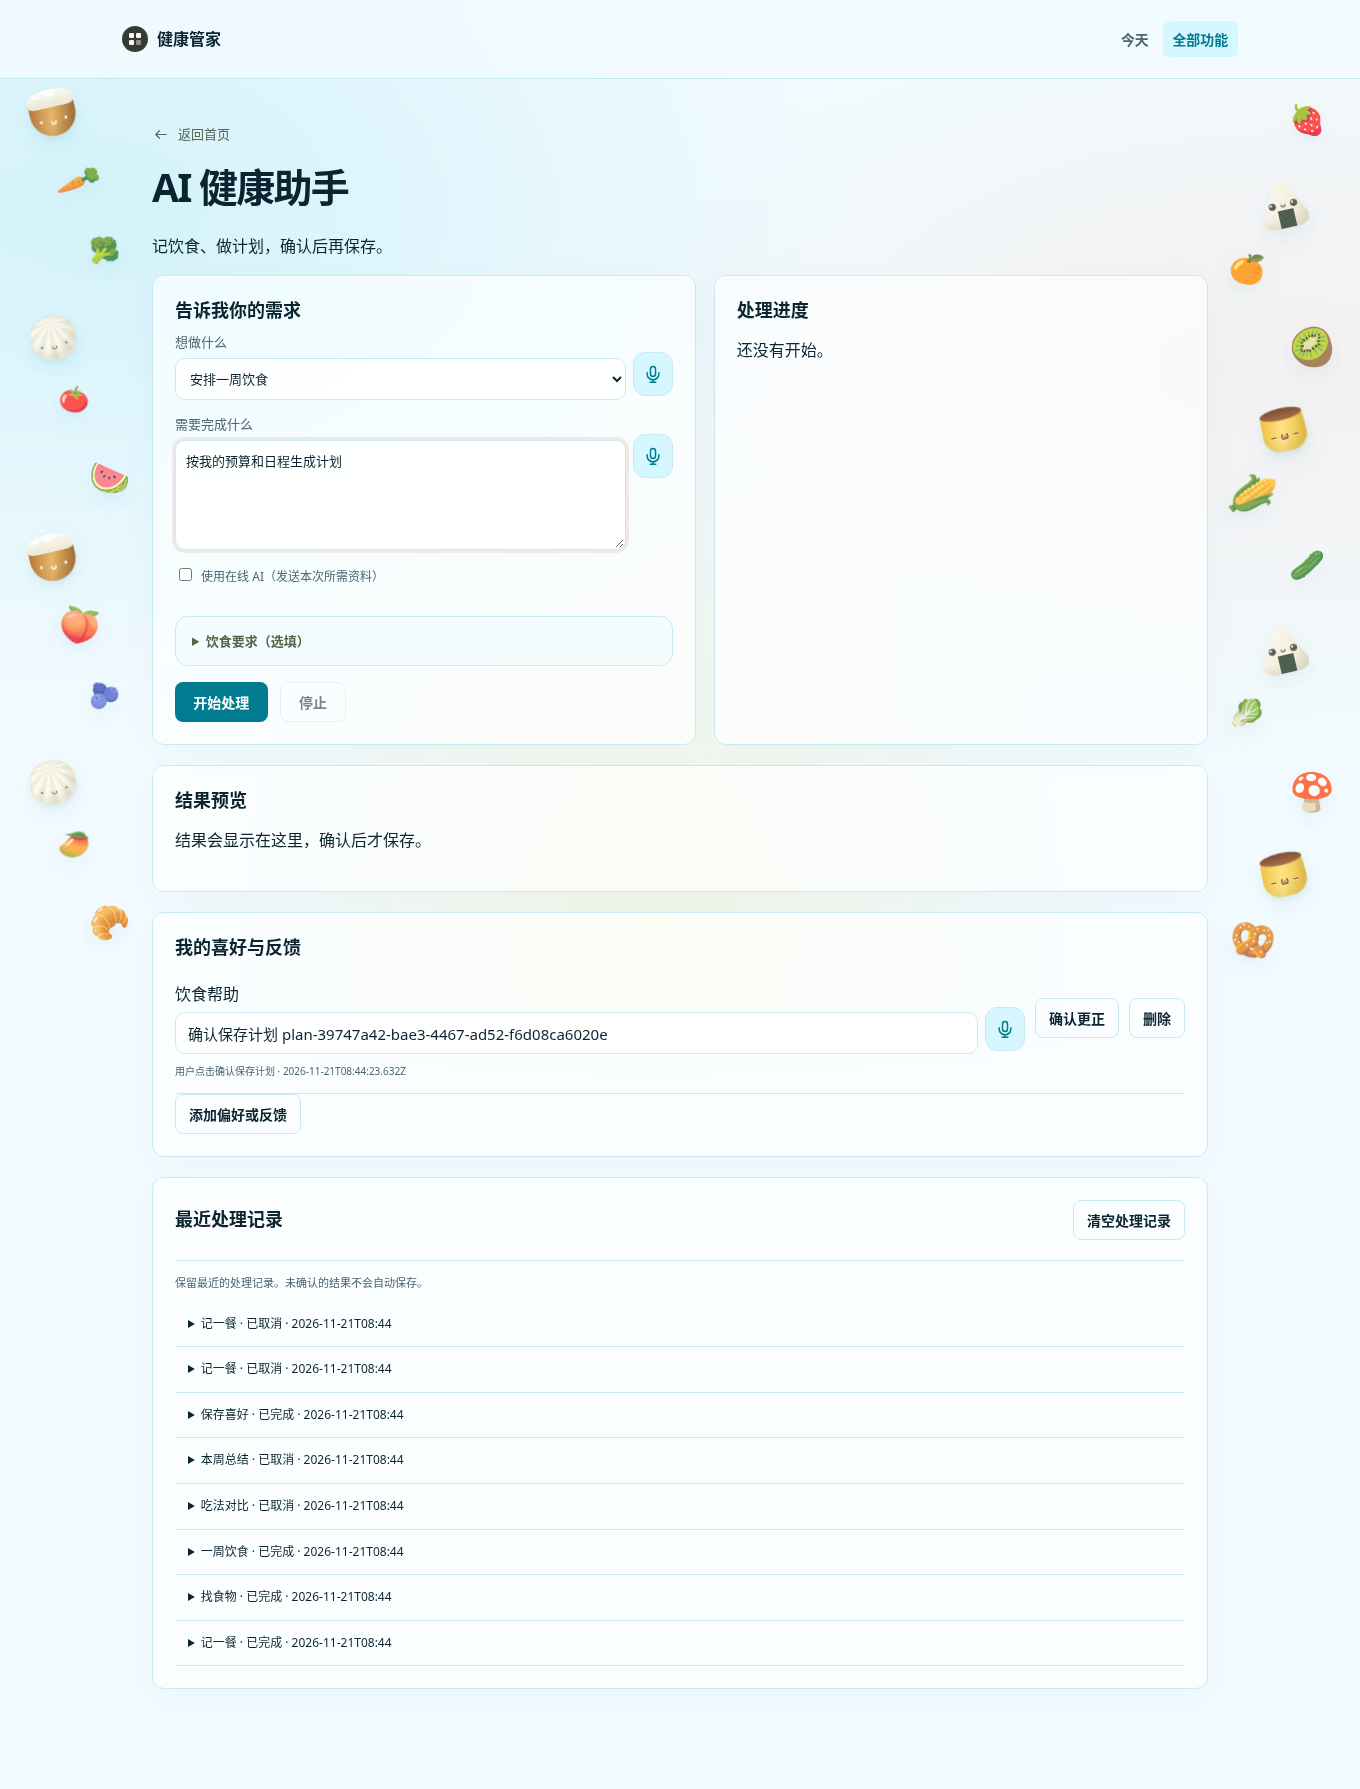 健康管家
今天
全部功能
返回首页
AI 健康助手
记饮食、做计划，确认后再保存。
告诉我你的需求
想做什么
安排一周饮食
需要完成什么
按我的预算和日程生成计划
使用在线 AI（发送本次所需资料）
饮食要求（选填）
开始处理
停止
处理进度
还没有开始。
结果预览
结果会显示在这里，确认后才保存。
我的喜好与反馈
饮食帮助
确认保存计划 plan-39747a42-bae3-4467-ad52-f6d08ca6020e
确认更正
删除
用户点击确认保存计划 · 2026-11-21T08:44:23.632Z
添加偏好或反馈
最近处理记录
清空处理记录
保留最近的处理记录。未确认的结果不会自动保存。
记一餐 · 已取消 · 2026-11-21T08:44
记一餐 · 已取消 · 2026-11-21T08:44
保存喜好 · 已完成 · 2026-11-21T08:44
本周总结 · 已取消 · 2026-11-21T08:44
吃法对比 · 已取消 · 2026-11-21T08:44
一周饮食 · 已完成 · 2026-11-21T08:44
找食物 · 已完成 · 2026-11-21T08:44
记一餐 · 已完成 · 2026-11-21T08:44